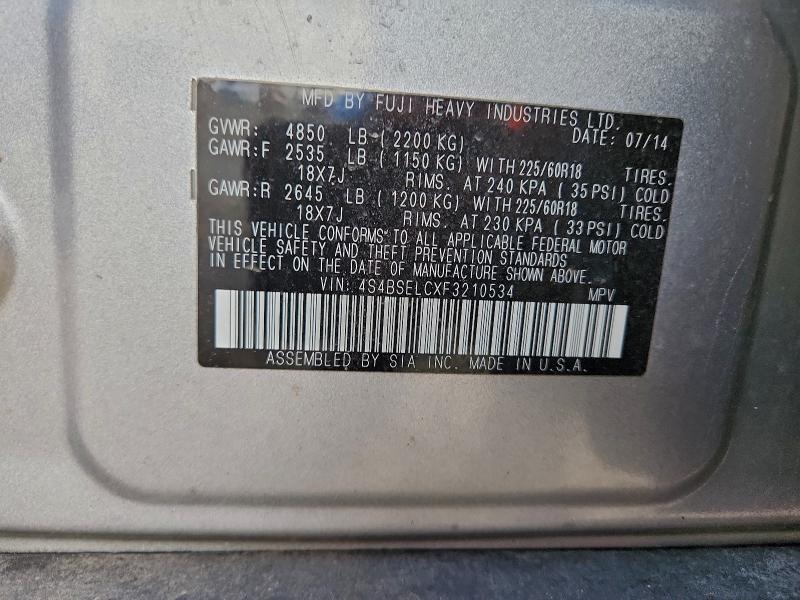 MFD BY FUJI HEAVY INDUSTRIES LTD.
DATE: 07/14
GVWR: 4850 LB ( 2200 KG)
GAWR:F 2535 LB ( 1150 KG) WITH 225/60R18 TIRES.
18X7J RIMS. AT 240 KPA ( 35 PSI) COLD
GAWR:R 2645 LB ( 1200 KG) WITH 225/60R18 TIRES.
18X7J RIMS. AT 230 KPA ( 33 PSI) COLD
THIS VEHICLE CONFORMS TO ALL APPLICABLE FEDERAL MOTOR
VEHICLE SAFETY AND THEFT PREVENTION STANDARDS
IN EFFECT ON THE DATE OF MANUFACTURE SHOWN ABOVE.
VIN: 4S4BSELCXF3210534 MPV
ASSEMBLED BY SIA INC. MADE IN U.S.A.